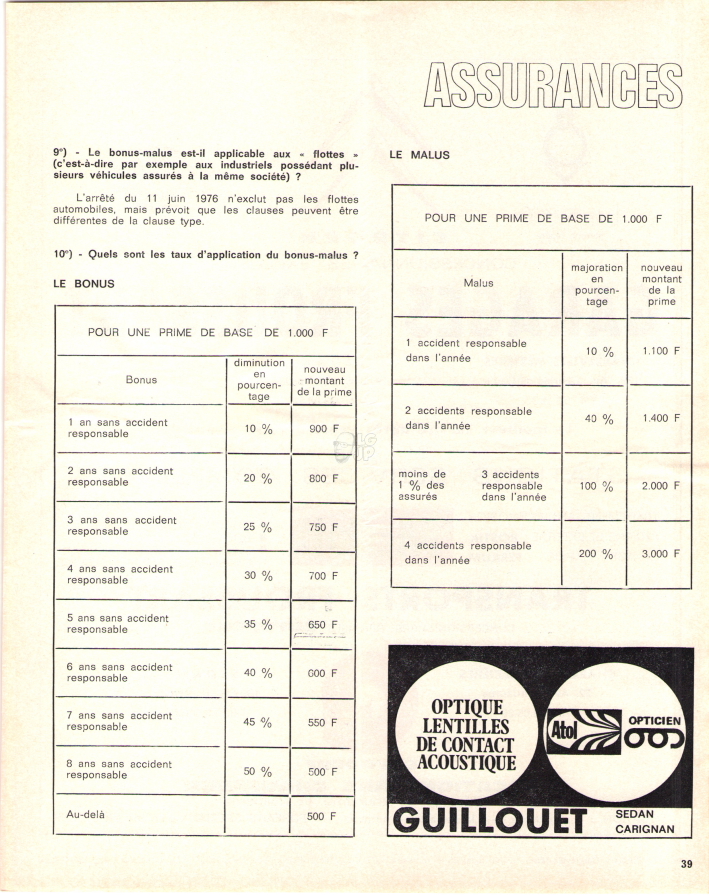 ASSURANCES
9°) - Le bonus-malus est-il applicable aux « flottes »
(c'est-à-dire par exemple aux industriels possédant plu-
sieurs véhicules assurés à la même société) ?
L'arrêté du 11 juin 1976 n'exclut pas les flottes
automobiles, mais prévoit que les clauses peuvent être
différentes de la clause type.
10°) - Quels sont les taux d'application du bonus-malus ?
LE BONUS
POUR UNE PRIME DE BASE DE 1.000 F
Bonus
diminution
en
pourcen-
tage
nouveau
montant
de la prime
1 an sans accident
responsable
10 %
900 F
2 ans sans accident
responsable
20 %
800 F
3 ans sans accident
responsable
25 %
750 F
4 ans sans accident
responsable
30 %
700 F
5 ans sans accident
responsable
35 %
650 F
6 ans sans accident
responsable
40 %
600 F
7 ans sans accident
responsable
45 %
550 F
8 ans sans accident
responsable
50 %
500 F
Au-delà
500 F
LE MALUS
POUR UNE PRIME DE BASE DE 1.000 F
Malus
majoration
en
pourcen-
tage
nouveau
montant
de la
prime
1 accident responsable
dans l'année
10 %
1.100 F
2 accidents responsable
dans l'année
40 %
1.400 F
moins de
1 % des
assurés
3 accidents
responsable
dans l'année
100 %
2.000 F
4 accidents responsable
dans l'année
200 %
3.000 F
OPTIQUE
LENTILLES
DE CONTACT
ACOUSTIQUE
Atol
OPTICIEN
GUILLOUET
SEDAN
CARIGNAN
39